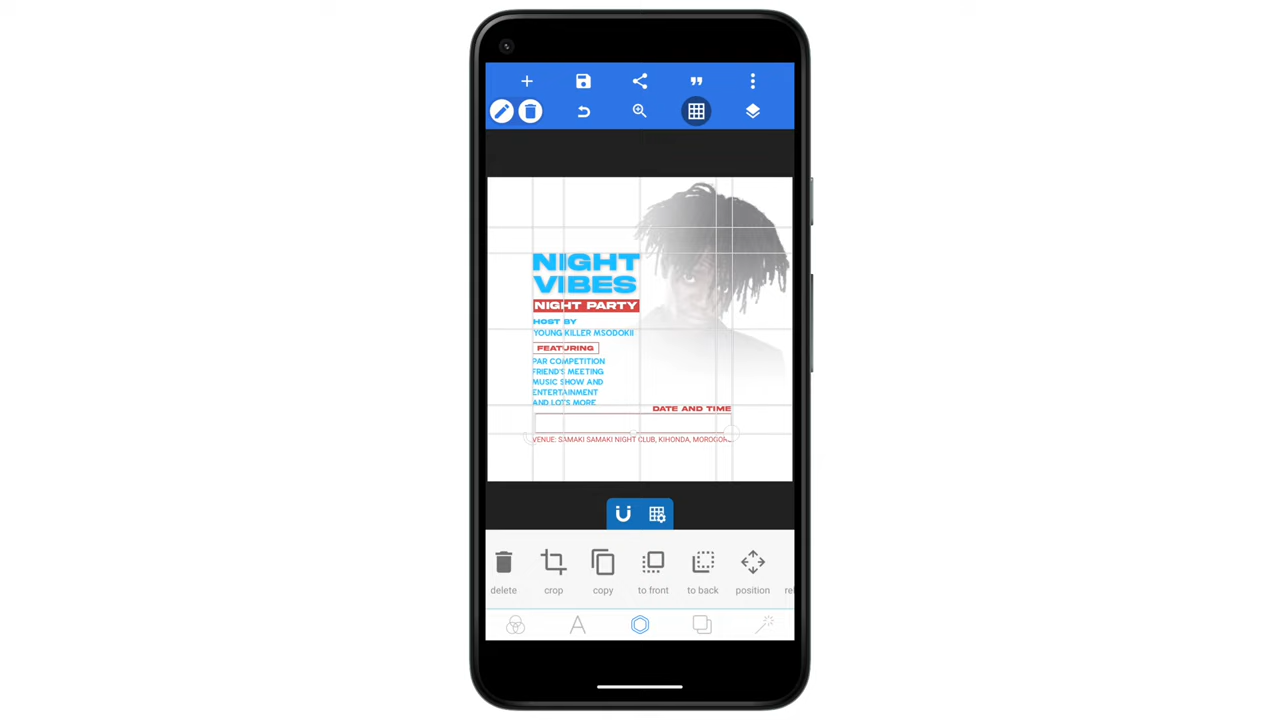 NIGHT
VIBES
NIGHT PARTY
HOST BY
YOUNG KILLER MSODOKII
FEATURING
PAR COMPETITION
FRIEND'S MEETING
MUSIC SHOW AND
ENTERTAINMENT
AND LOTS MORE
DATE AND TIME
VENUE: SAMAKI SAMAKI NIGHT CLUB, KIHONDA,
delete
crop
copy
to front
to back
position